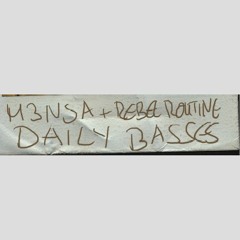 M3NSA + REBEL ROUTINE
DAILY BASSES